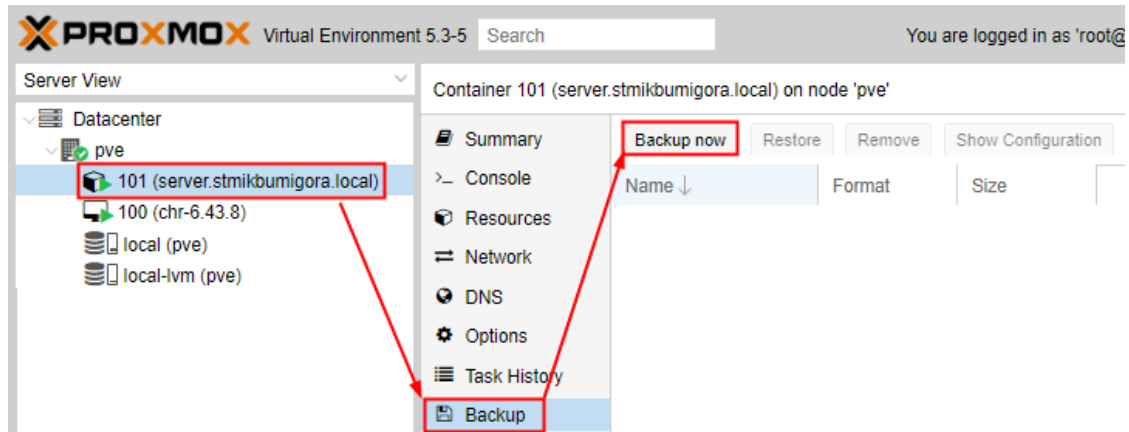 PROXMOX Virtual Environment 5.3-5 Search You are logged in as 'root@
Server View
Datacenter
pve
101 (server.stmikbumigora.local)
100 (chr-6.43.8)
local (pve)
local-lvm (pve)
Container 101 (server.stmikbumigora.local) on node 'pve'
Summary
Console
Resources
Network
DNS
Options
Task History
Backup
Backup now Restore Remove Show Configuration
Name Format Size